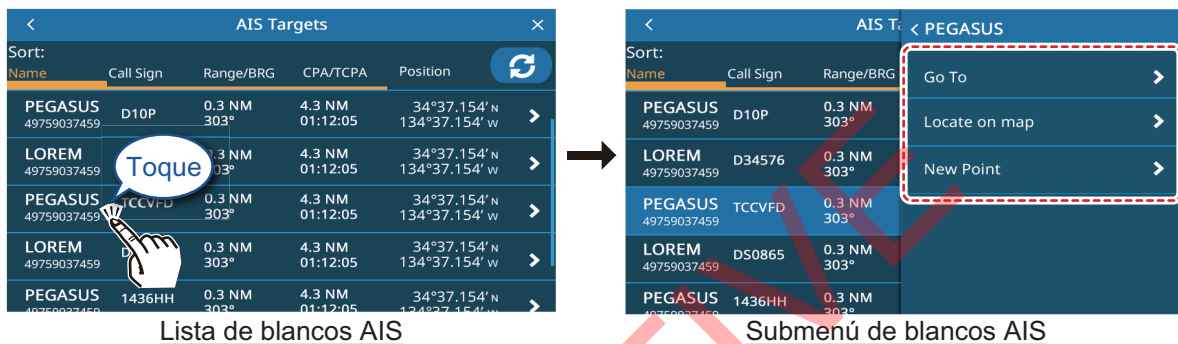 AIS Targets
Sort:
Name Call Sign Range/BRG CPA/TCPA Position
PEGASUS D10P 0.3 NM 4.3 NM 34°37.154′ N
49759037459 303° 01:12:05 134°37.154′ W
LOREM .3 NM 4.3 NM 34°37.154′ N
49759037459 03° 01:12:05 134°37.154′ W
Toque
PEGASUS TCCVFD 0.3 NM 4.3 NM 34°37.154′ N
49759037459 303° 01:12:05 134°37.154′ W
LOREM D 0.3 NM 4.3 NM 34°37.154′ N
49759037459 303° 01:12:05 134°37.154′ W
PEGASUS 1436HH 0.3 NM 4.3 NM 34°37.154′ N
49759037459 303° 01:12:05 134°37.154′ W
Lista de blancos AIS
AIS Ta
Sort:
Name Call Sign Range/BRG
PEGASUS D10P 0.3 NM
49759037459 303°
LOREM D34576 0.3 NM
49759037459 303°
PEGASUS TCCVFD 0.3 NM
49759037459 303°
LOREM DS0865 0.3 NM
49759037459 303°
PEGASUS 1436HH 0.3 NM
49759037459 303°
< PEGASUS
Go To
Locate on map
New Point
Submenú de blancos AIS